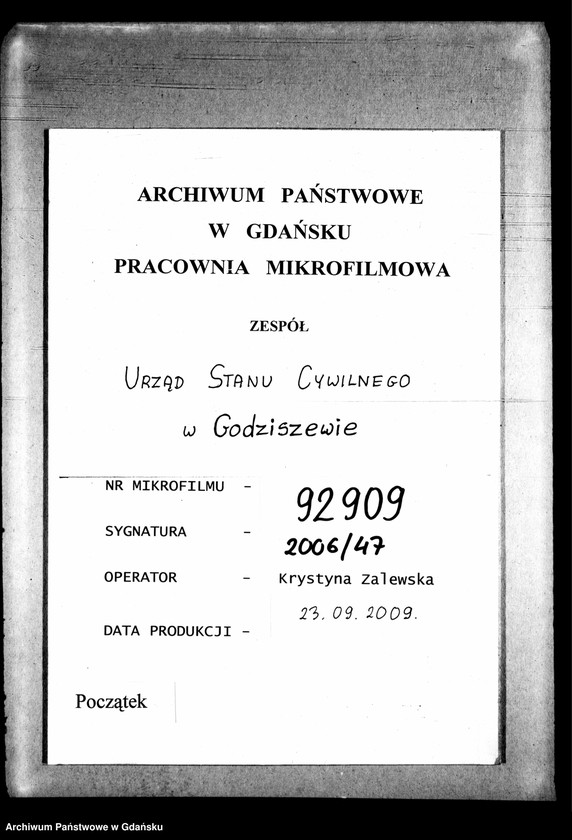 ARCHIWUM PAŃSTWOWE
W GDAŃSKU
PRACOWNIA MIKROFILMOWA
ZESPÓŁ
URZĄD STANU CYWILNEGO
w Godziszewie
NR MIKROFILMU - 92909
SYGNATURA - 2006/47
OPERATOR - Krystyna Zalewska
23.09.2009.
DATA PRODUKCJI -
Początek
Archiwum Państwowe w Gdańsku